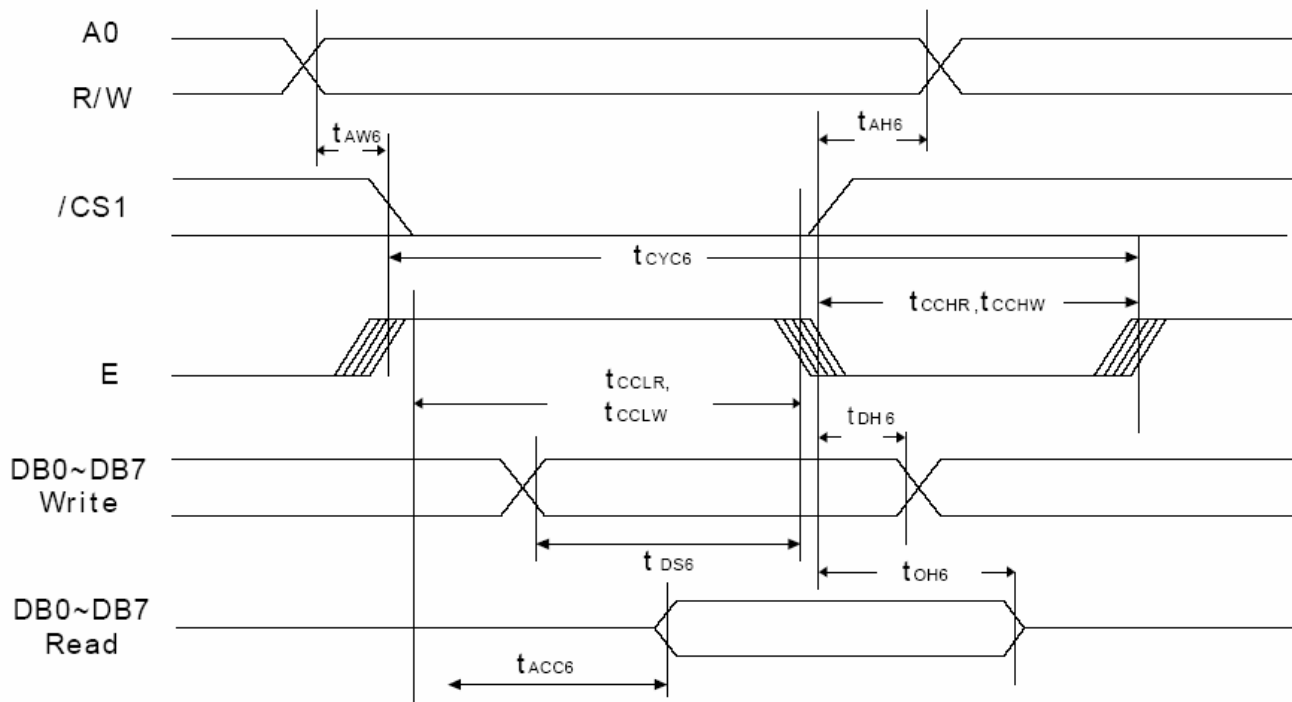 A0
R/W
tAW6
tAH6
/CS1
tCYC6
tCCHR,tCCHW
E
tCCLR,
tCCLW
tDH6
DB0~DB7
Write
tDS6
tOH6
DB0~DB7
Read
tACC6